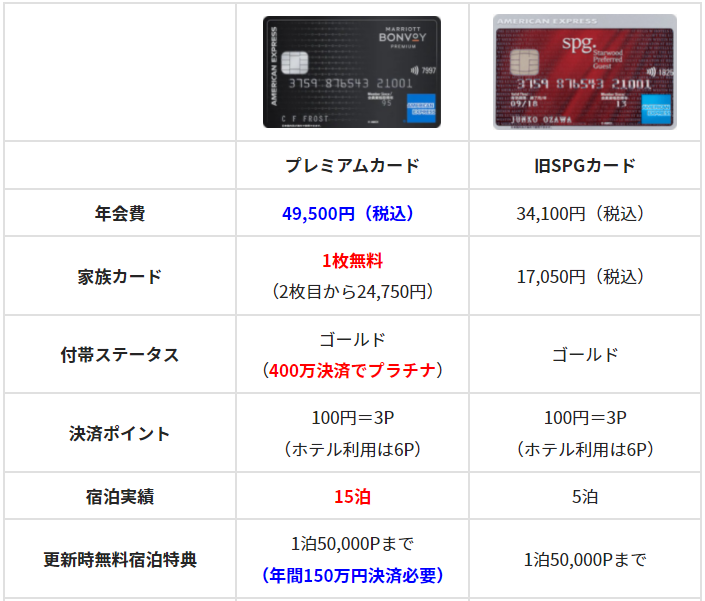 AMERICAN EXPRESS
MARRIOTT
BONVOY
PREMIUM
7997
3759 876543 21001
95
C F FROST
AMERICAN
EXPRESS
AMERICAN EXPRESS
spg.
Starwood
Preferred
Guest
3759 876543 21001
09/18
13
JUNKO OZAWA
プレミアムカード
旧SPGカード
年会費
49,500円（税込）
34,100円（税込）
家族カード
1枚無料
（2枚目から24,750円）
17,050円（税込）
付帯ステータス
ゴールド
（400万決済でプラチナ）
ゴールド
決済ポイント
100円＝3P
（ホテル利用は6P）
100円＝3P
（ホテル利用は6P）
宿泊実績
15泊
5泊
更新時無料宿泊特典
1泊50,000Pまで
（年間150万円決済必要）
1泊50,000Pまで